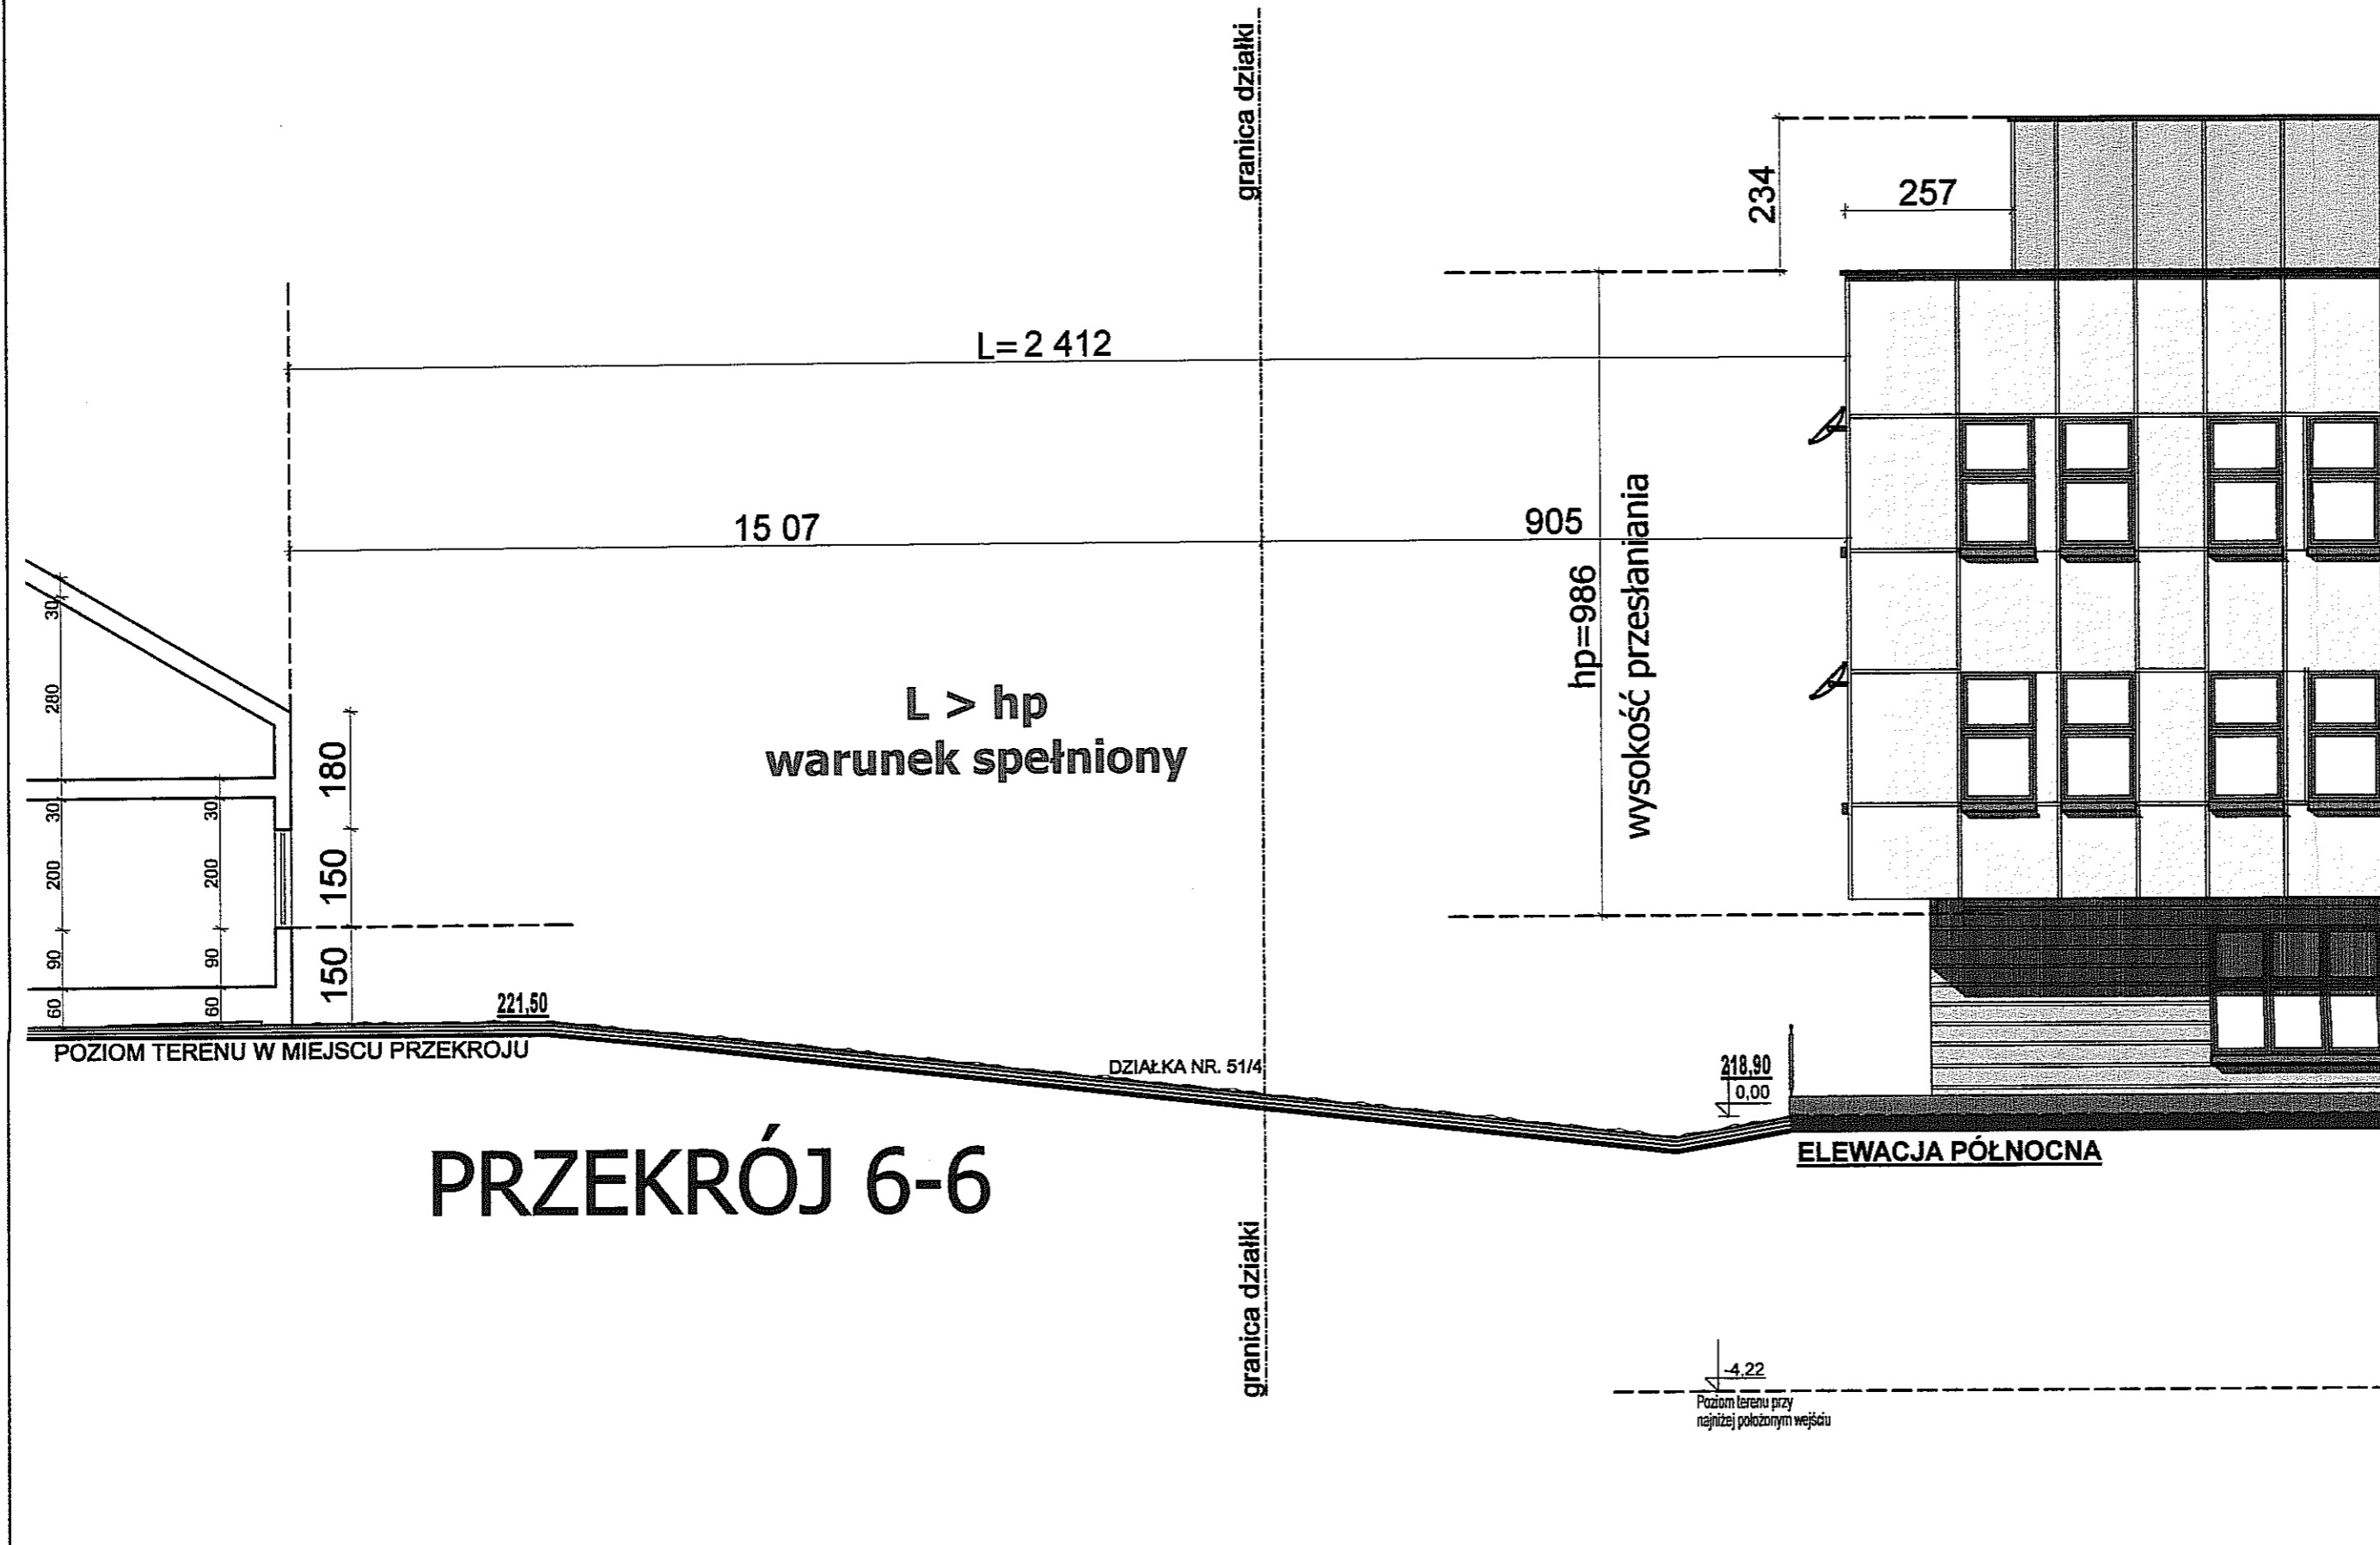 granica działki
234
257
L= 2 412
15 07
905
hp=986
wysokość przesłaniania
L > hp
warunek spełniony
30
280
30
200
90
60
30
200
90
60
180
150
150
221,50
POZIOM TERENU W MIEJSCU PRZEKROJU
DZIAŁKA NR. 51/4
218,90
0,00
ELEWACJA PÓŁNOCNA
PRZEKRÓJ 6-6
granica działki
-4,22
Poziom terenu przy
najniżej położonym wejściu